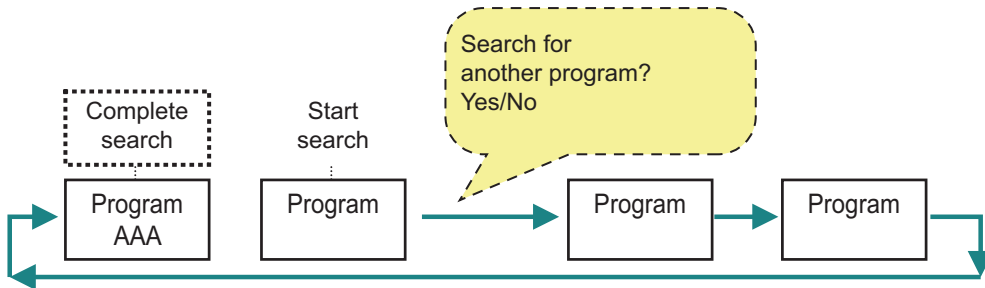 Search for
another program?
Yes/No
Complete
search
Start
search
Program
AAA
Program
Program
Program